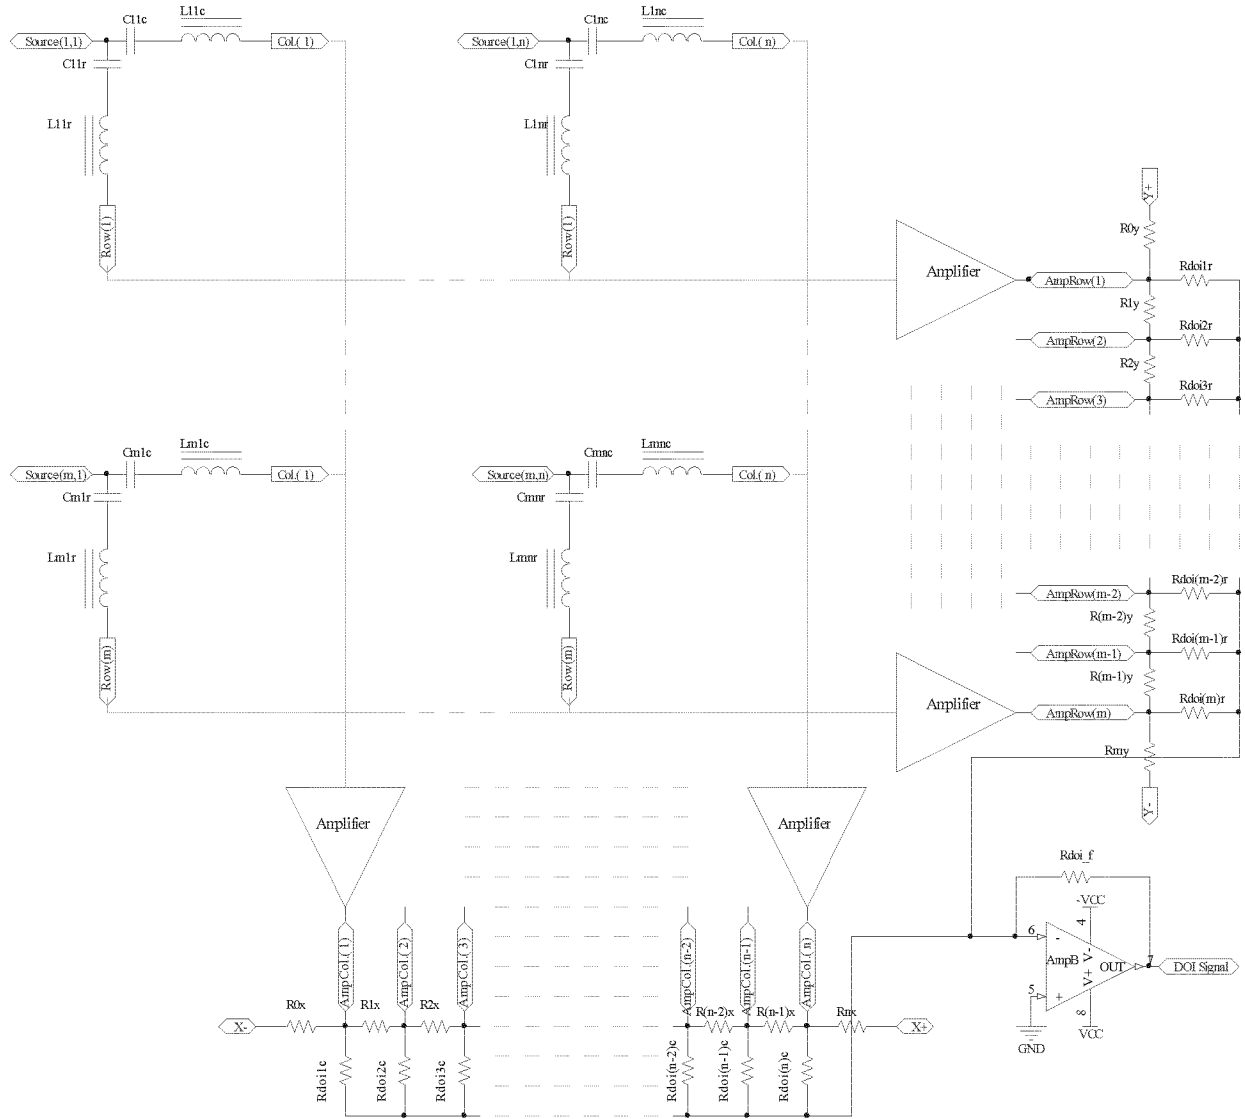 L11c
L1nc
C11c
C1nc
Source(1,1)
Col.( 1)
Source(1,n)
Col.( n)
C11r
C1nr
L11r
L1nr
Row(1)
Row(1)
Y+
R0y
Amplifier
Rdoi1r
AmpRow(1)
R1y
Rdoi2r
AmpRow(2)
R2y
Rdoi3r
AmpRow(3)
Lm1c
Lmnc
Cm1c
Cmnc
Source(m,1)
Col.( 1)
Source(m,n)
Col.( n)
Cm1r
Cmnr
Lm1r
Lmnr
Row(m)
Row(m)
Rdoi(m-2)r
AmpRow(m-2)
R(m-2)y
Rdoi(m-1)r
AmpRow(m-1)
R(m-1)y
Amplifier
Rdoi(m)r
AmpRow(m)
Rmy
Y-
Amplifier
Amplifier
Rdoi_f
-VCC
4
6
-
V-
AmpB
OUT
7
DOI Signal
5
+
V+
8
GND
VCC
AmpCol.( 1)
AmpCol.( 2)
AmpCol.( 3)
AmpCol.(n-2)
AmpCol.(n-1)
AmpCol.( n)
X-
R0x
R1x
R2x
R(n-2)x
R(n-1)x
Rnx
X+
Rdoi1c
Rdoi2c
Rdoi3c
Rdoi(n-2)c
Rdoi(n-1)c
Rdoi(n)c